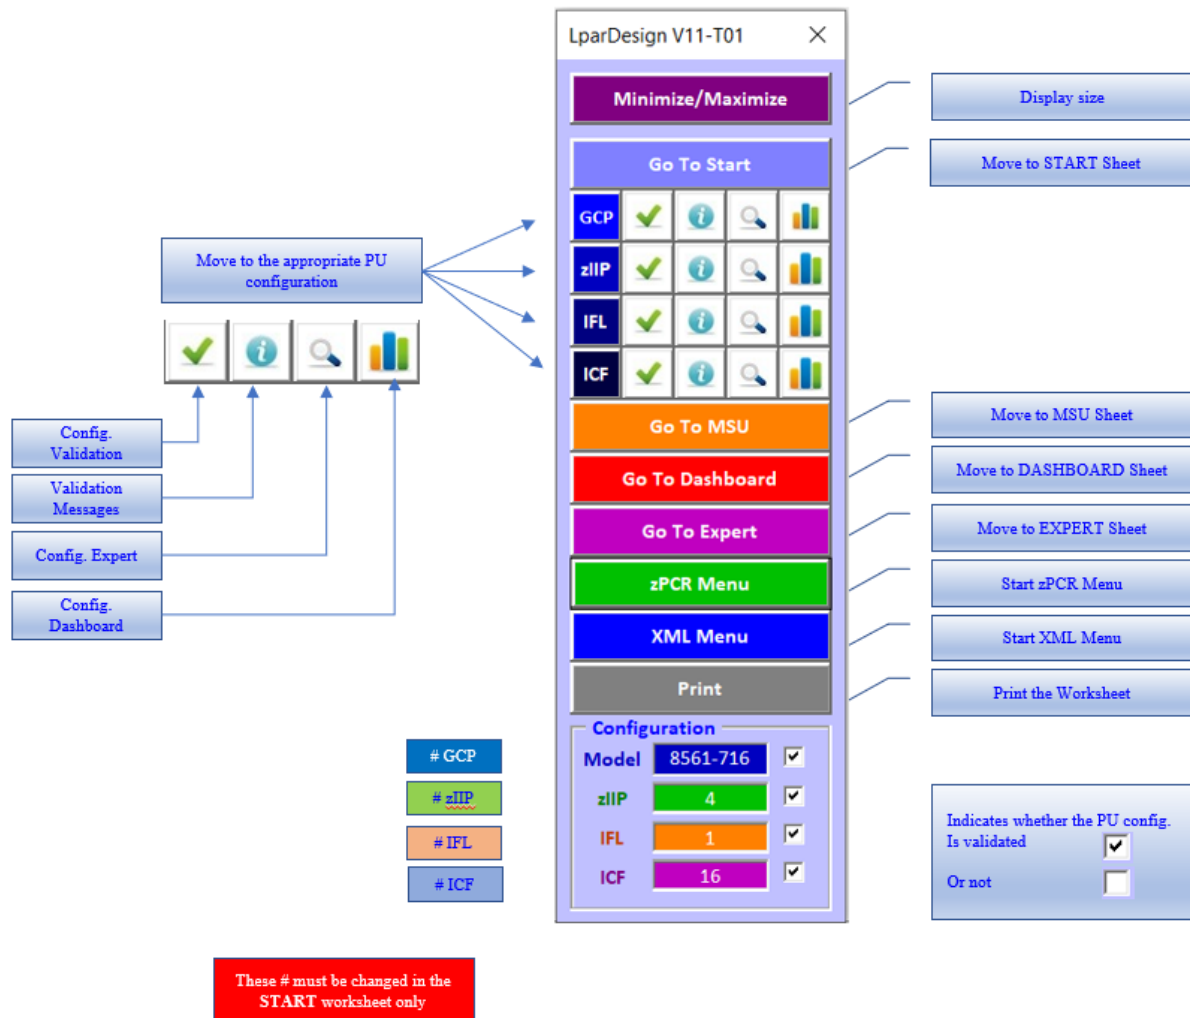 LparDesign V11-T01
Minimize/Maximize
Display size
Go To Start
Move to START Sheet
GCP
zIIP
IFL
ICF
Move to the appropriate PU
configuration
Config.
Validation
Validation
Messages
Config. Expert
Config.
Dashboard
Go To MSU
Move to MSU Sheet
Go To Dashboard
Move to DASHBOARD Sheet
Go To Expert
Move to EXPERT Sheet
zPCR Menu
Start zPCR Menu
XML Menu
Start XML Menu
Print
Print the Worksheet
Configuration
Model 8561-716
zIIP 4
IFL 1
ICF 16
# GCP
# zIIP
# IFL
# ICF
Indicates whether the PU config.
Is validated
Or not
These # must be changed in the
START worksheet only